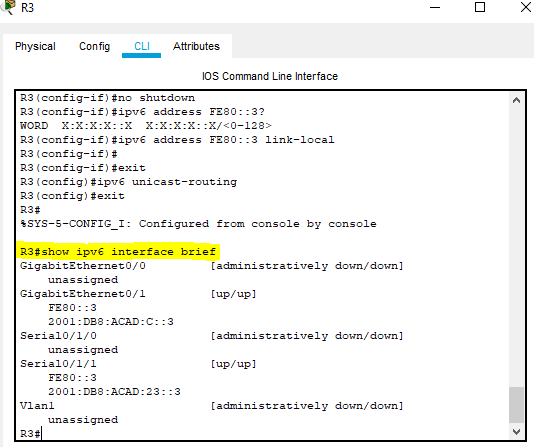 R3
Physical Config CLI Attributes
IOS Command Line Interface
R3(config-if)#no shutdown
R3(config-if)#ipv6 address FE80::3?
WORD X:X:X:X::X X:X:X:X::X/<0-128>
R3(config-if)#ipv6 address FE80::3 link-local
R3(config-if)#
R3(config-if)#exit
R3(config)#ipv6 unicast-routing
R3(config)#exit
R3#
%SYS-5-CONFIG_I: Configured from console by console
R3#show ipv6 interface brief
GigabitEthernet0/0 [administratively down/down]
unassigned
GigabitEthernet0/1 [up/up]
FE80::3
2001:DB8:ACAD:C::3
Serial0/1/0 [administratively down/down]
unassigned
Serial0/1/1 [up/up]
FE80::3
2001:DB8:ACAD:23::3
Vlan1 [administratively down/down]
unassigned
R3#